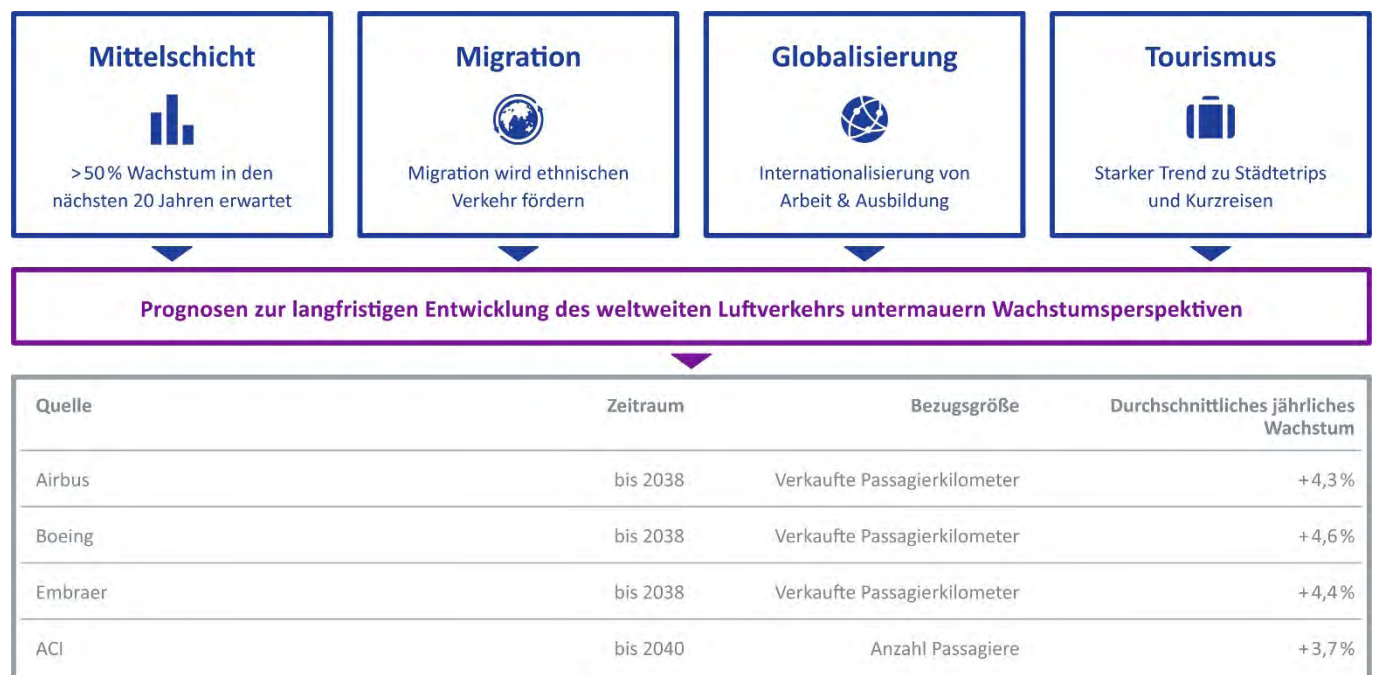 Mittelschicht
>50% Wachstum in den
nächsten 20 Jahren erwartet
Migration
Migration wird ethnischen
Verkehr fördern
Globalisierung
Internationalisierung von
Arbeit & Ausbildung
Tourismus
Starker Trend zu Städtetrips
und Kurzreisen
Prognosen zur langfristigen Entwicklung des weltweiten Luftverkehrs untermauern Wachstumsperspektiven
Quelle Zeitraum Bezugsgröße Durchschnittliches jährliches
Wachstum
Airbus bis 2038 Verkaufte Passagierkilometer +4,3%
Boeing bis 2038 Verkaufte Passagierkilometer +4,6%
Embraer bis 2038 Verkaufte Passagierkilometer +4,4%
ACI bis 2040 Anzahl Passagiere +3,7%